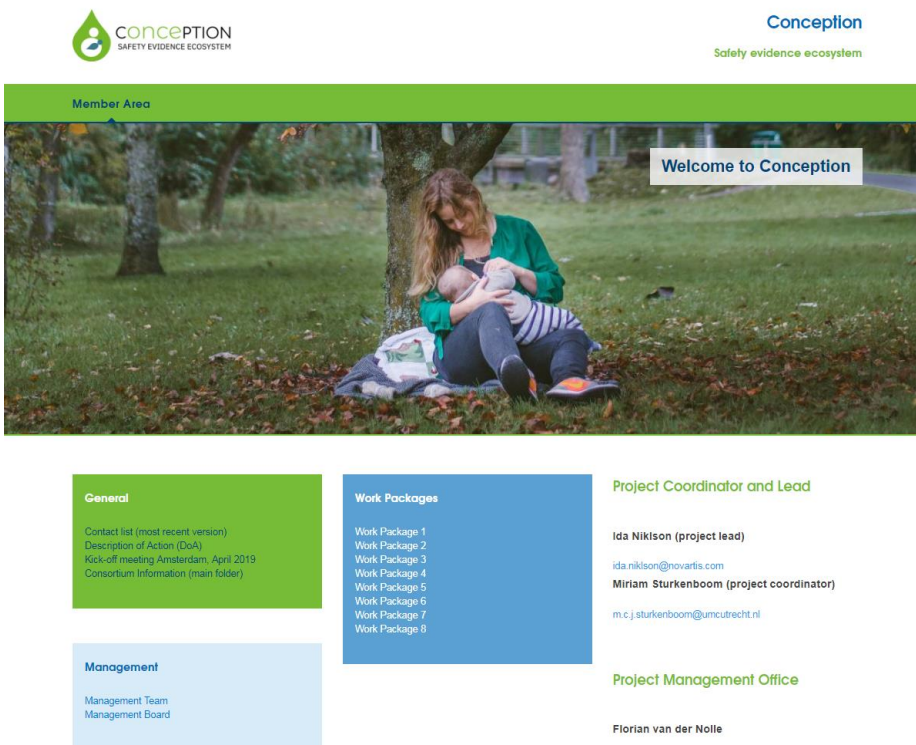 CONCEPTION
SAFETY EVIDENCE ECOSYSTEM
Conception
Safety evidence ecosystem
Member Area
Welcome to Conception
General
Contact list (most recent version)
Description of Action (DoA)
Kick-off meeting Amsterdam, April 2019
Consortium Information (main folder)
Management
Management Team
Management Board
Work Packages
Work Package 1
Work Package 2
Work Package 3
Work Package 4
Work Package 5
Work Package 6
Work Package 7
Work Package 8
Project Coordinator and Lead
Ida Niklson (project lead)
ida.niklson@novartis.com
Miriam Sturkenboom (project coordinator)
m.c.j.sturkenboom@umcutrecht.nl
Project Management Office
Florian van der Nolle